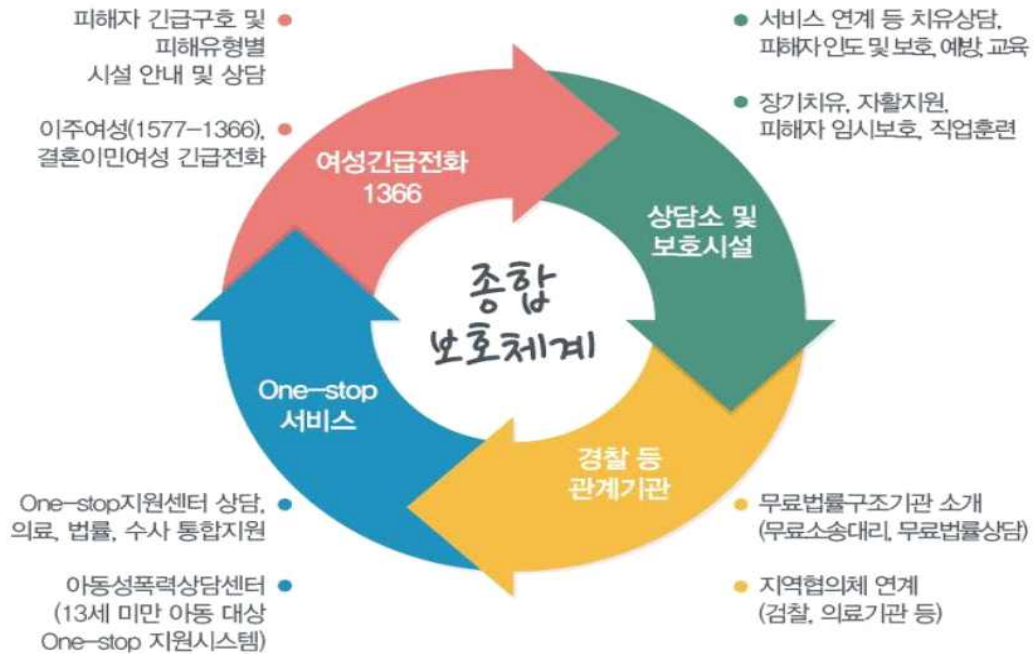 피해자 긴급구호 및
피해유형별
시설 안내 및 상담
이주여성(1577-1366),
결혼이민여성 긴급전화
서비스 연계 등 치유상담,
피해자 인도 및 보호, 예방, 교육
장기치유, 자활지원,
피해자 임시보호, 직업훈련
여성긴급전화
1366
상담소 및
보호시설
종합
보호체계
One-stop
서비스
경찰 등
관계기관
One-stop지원센터 상담,
의료, 법률, 수사 통합지원
아동성폭력상담센터
(13세 미만 아동 대상
One-stop 지원시스템)
무료법률구조기관 소개
(무료소송대리, 무료법률상담)
지역협의체 연계
(검찰, 의료기관 등)